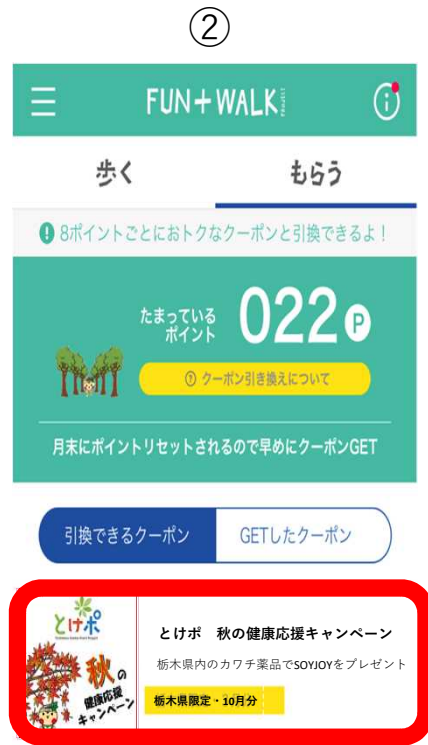 ②
FUN+WALK PROJECT
歩く
もらう
8ポイントごとにおトクなクーポンと引換できるよ！
たまっている
ポイント
022 P
クーポン引き換えについて
月末にポイントリセットされるので早めにクーポンGET
引換できるクーポン
GETしたクーポン
とけポ
秋の
健康応援
キャンペーン
とけポ 秋の健康応援キャンペーン
栃木県内のカワチ薬品でSOYJOYをプレゼント
栃木県限定・10月分